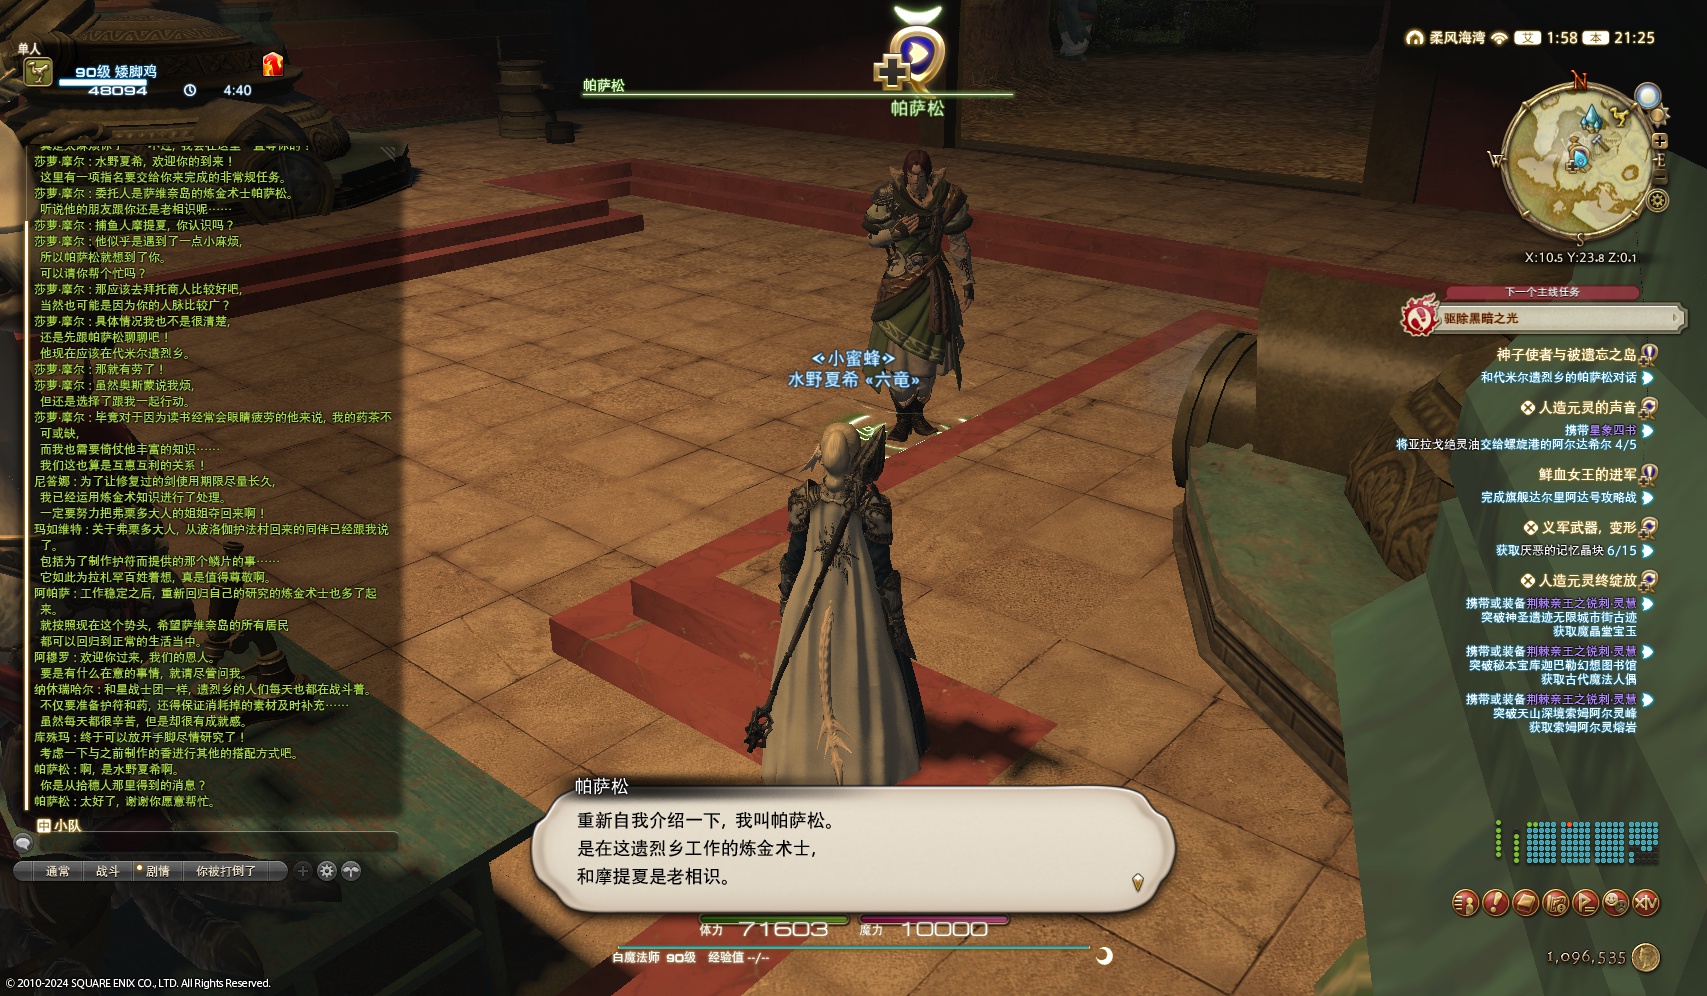 单人
90级 矮脚鸡
48094
4:40
帕萨松
帕萨松
柔风海湾 艾 1:58 本 21:25
N
W
E
S
X:10.5 Y:23.8 Z:0.1
下一个主线任务
驱除黑暗之光
神子使者与被遗忘之岛
和代米尔遗烈乡的帕萨松对话
人造元灵的声音
携带星象四书
将亚拉戈绝灵油交给螺旋港的阿尔达希尔 4/5
鲜血女王的进军
完成旗舰达尔里阿达号攻略战
义军武器，变形
获取厌恶的记忆晶块 6/15
人造元灵终绽放
携带或装备荆棘亲王之锐刺·灵慧
突破神圣遗迹无限城市街古迹
获取魔晶堂宝玉
携带或装备荆棘亲王之锐刺·灵慧
突破秘本宝库迦巴勒幻想图书馆
获取古代魔法人偶
携带或装备荆棘亲王之锐刺·灵慧
突破天山深境索姆阿尔灵峰
获取索姆阿尔灵熔岩
莎萝·摩尔：水野夏希，欢迎你的到来！
这里有一项指名要交给你来完成的非常规任务。
莎萝·摩尔：委托人是萨维奈岛的炼金术士帕萨松。
听说他的朋友跟你还是老相识呢……
莎萝·摩尔：捕鱼人摩提夏，你认识吗？
莎萝·摩尔：他似乎是遇到了一点小麻烦，
所以帕萨松就想到了你。
可以请你帮个忙吗？
莎萝·摩尔：那应该去拜托商人比较好吧，
当然也可能是因为你的人脉比较广？
莎萝·摩尔：具体情况我也不是很清楚，
还是先跟帕萨松聊聊吧！
他现在应该在代米尔遗烈乡。
莎萝·摩尔：那就有劳了！
莎萝·摩尔：虽然奥斯蒙说我烦，
但还是选择了跟我一起行动。
莎萝·摩尔：毕竟对于因为读书经常会眼睛疲劳的他来说，我的药茶不
可或缺，
而我也需要倚仗他丰富的知识……
我们这也算是互惠互利的关系！
尼答娜：为了让修复过的剑使用期限尽量长久，
我已经运用炼金术知识进行了处理。
一定要努力把弗栗多大人的姐姐夺回来啊！
玛如维特：关于弗栗多大人，从波洛伽护法村回来的同伴已经跟我说
了。
包括为了制作护符而提供的那个鳞片的事……
它如此为拉札罕百姓着想，真是值得尊敬啊。
阿帕萨：工作稳定之后，重新回归自己的研究的炼金术士也多了起
来。
就按照现在这个势头，希望萨维奈岛的所有居民
都可以回归到正常的生活当中。
阿穆罗：欢迎你过来，我们的恩人。
要是有什么在意的事情，就请尽管问我。
纳休瑞哈尔：和星战士团一样，遗烈乡的人们每天也都在战斗着。
不仅要准备护符和药，还得保证消耗掉的素材及时补充……
虽然每天都很辛苦，但是却很有成就感。
库殊玛：终于可以放开手脚尽情研究了！
考虑一下与之前制作的香进行其他的搭配方式吧。
帕萨松：啊，是水野夏希啊。
你是从拾穗人那里得到的消息？
帕萨松：太好了，谢谢你愿意帮忙。
小队
通常 战斗 剧情 你被打倒了
小蜜蜂
水野夏希 «六竜»
帕萨松
重新自我介绍一下，我叫帕萨松。
是在这遗烈乡工作的炼金术士，
和摩提夏是老相识。
体力 71603 魔力 10000
白魔法师 90级 经验值 --/--
XIV
1,096,535
© 2010-2024 SQUARE ENIX CO., LTD. All Rights Reserved.